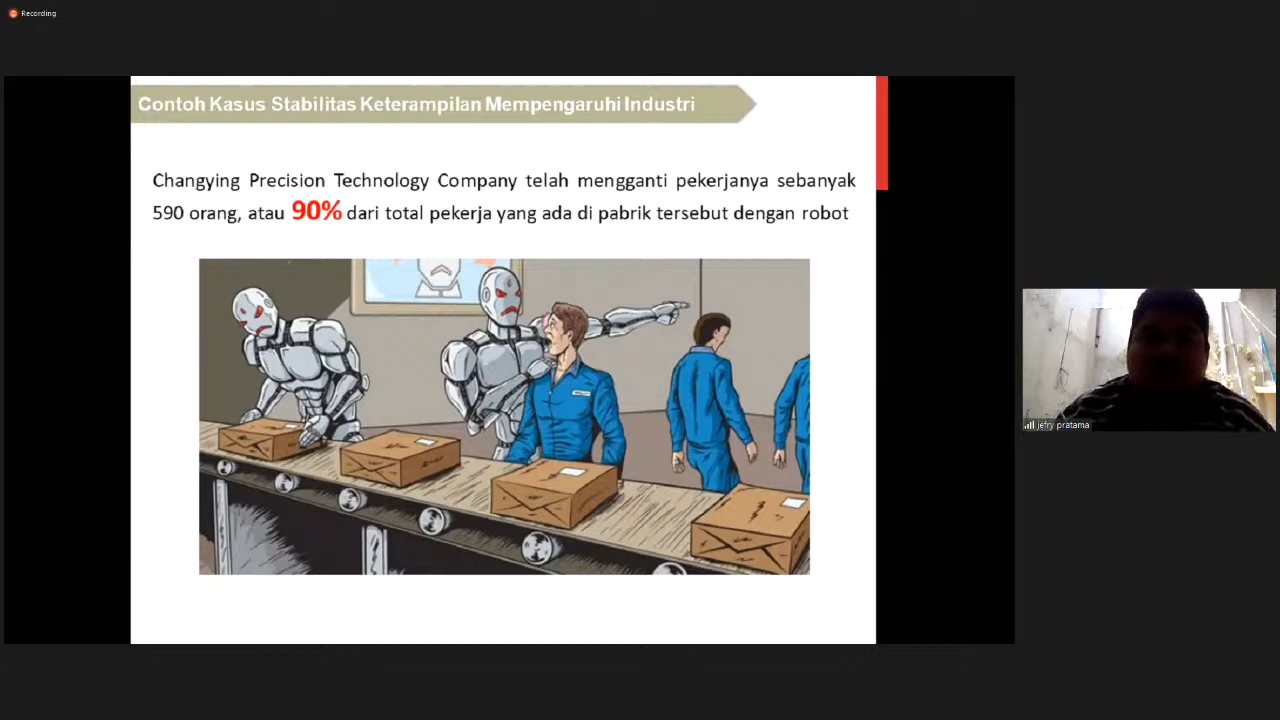 Recording
Contoh Kasus Stabilitas Keterampilan Mempengaruhi Industri
Changying Precision Technology Company telah mengganti pekerjanya sebanyak
590 orang, atau 90% dari total pekerja yang ada di pabrik tersebut dengan robot
jefry pratama